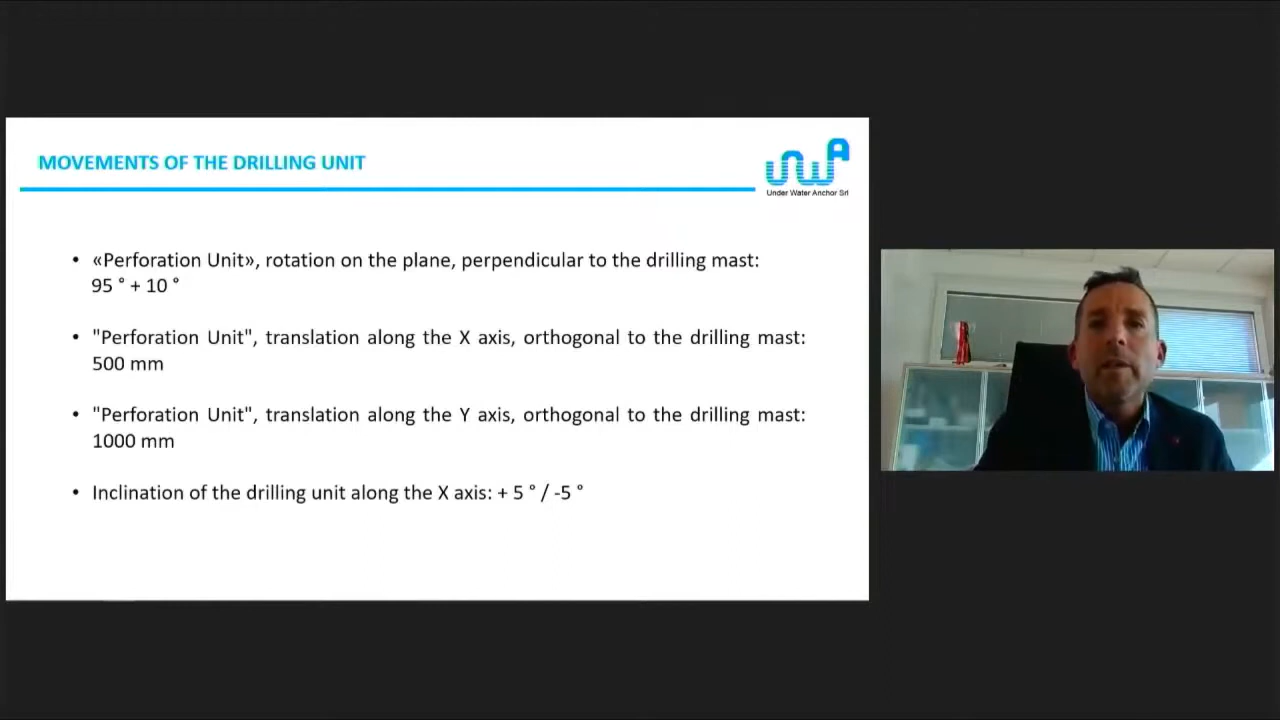 MOVEMENTS OF THE DRILLING UNIT
UWA
Under Water Anchor Srl
• «Perforation Unit», rotation on the plane, perpendicular to the drilling mast:
95 ° + 10 °
• "Perforation Unit", translation along the X axis, orthogonal to the drilling mast:
500 mm
• "Perforation Unit", translation along the Y axis, orthogonal to the drilling mast:
1000 mm
• Inclination of the drilling unit along the X axis: + 5 ° / -5 °